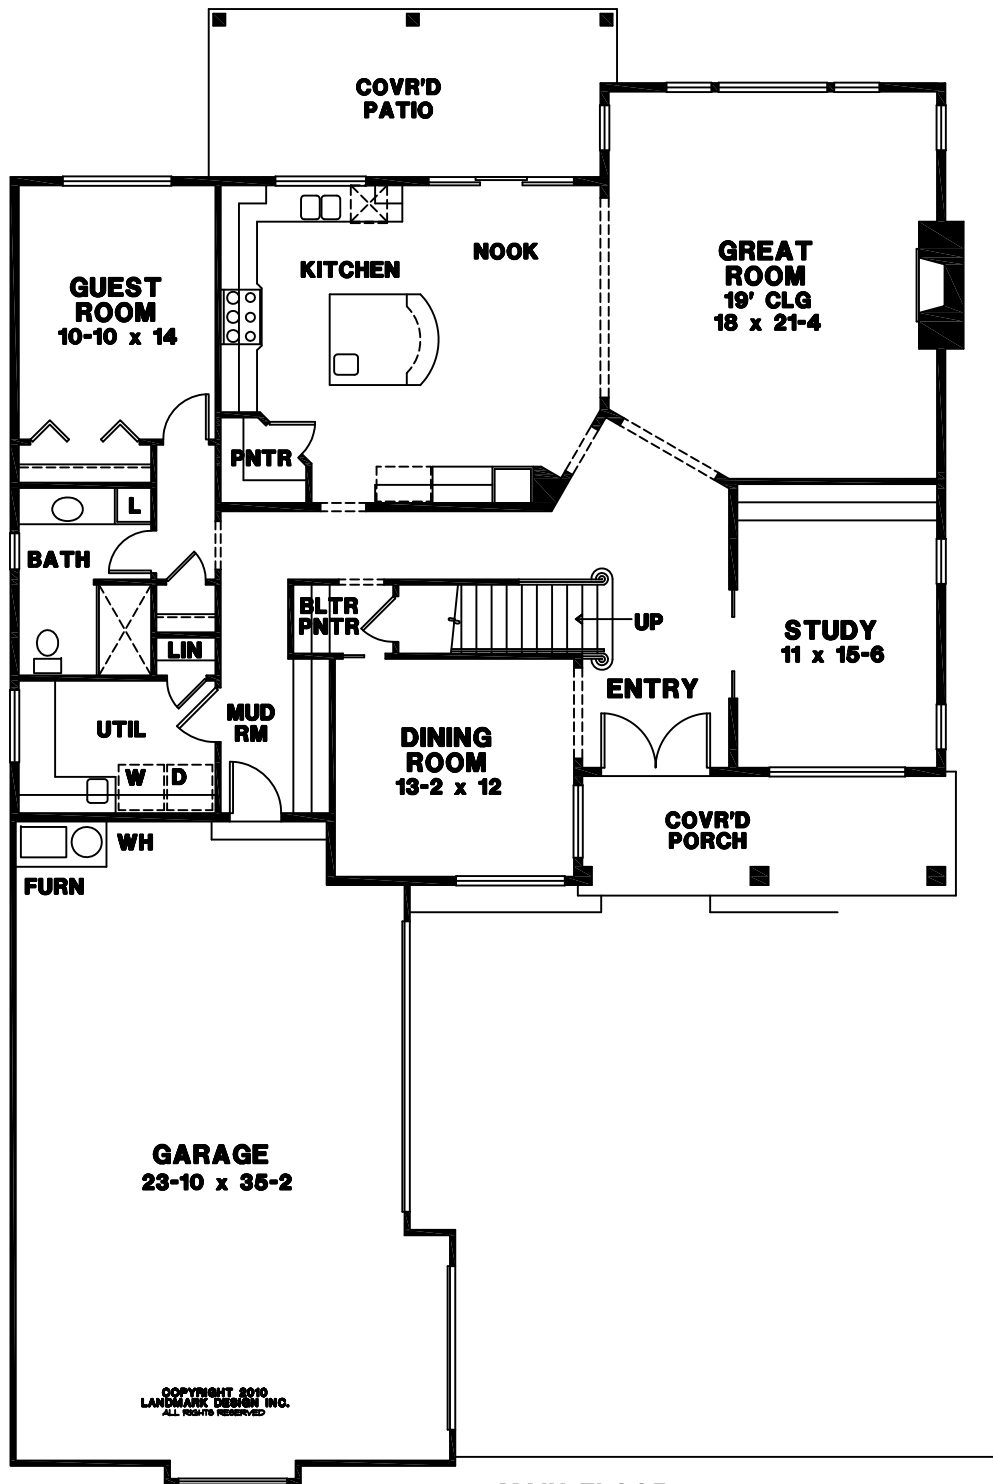 COVR'D
PATIO
GREAT
ROOM
19' CLG
18 x 21-4
NOOK
KITCHEN
GUEST
ROOM
10-10 x 14
PNTR
L
BATH
BLTR
PNTR
UP
STUDY
11 x 15-6
LIN
ENTRY
MUD
RM
UTIL
DINING
ROOM
13-2 x 12
W
D
COVR'D
PORCH
WH
FURN
GARAGE
23-10 x 35-2
COPYRIGHT 2010
LANDMARK DESIGN INC.
ALL RIGHTS RESERVED